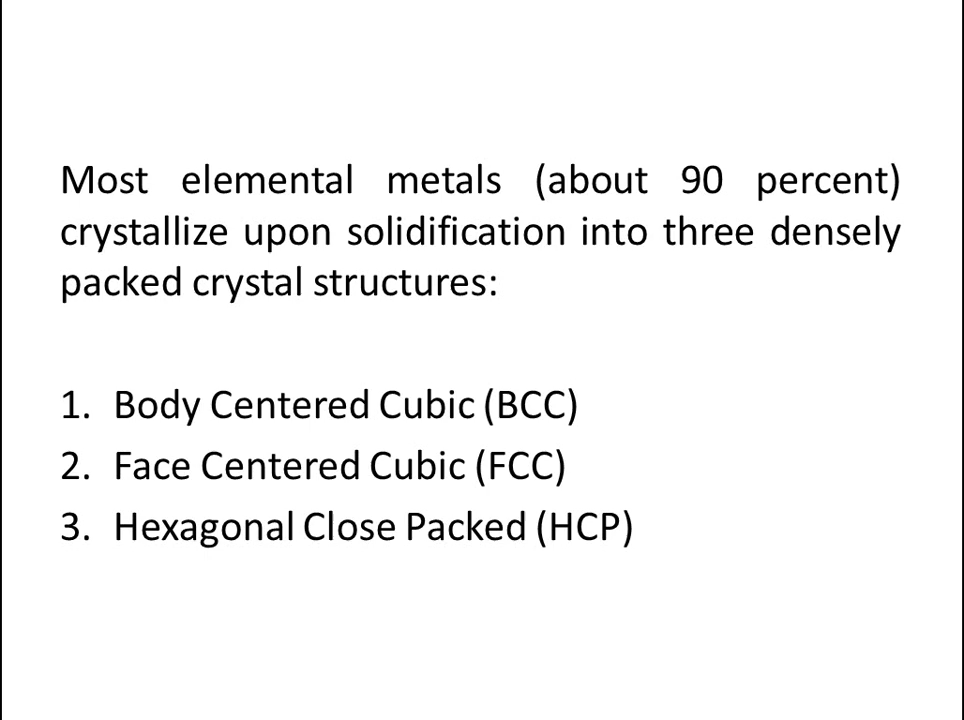 Most elemental metals (about 90 percent)
crystallize upon solidification into three densely
packed crystal structures:
1. Body Centered Cubic (BCC)
2. Face Centered Cubic (FCC)
3. Hexagonal Close Packed (HCP)